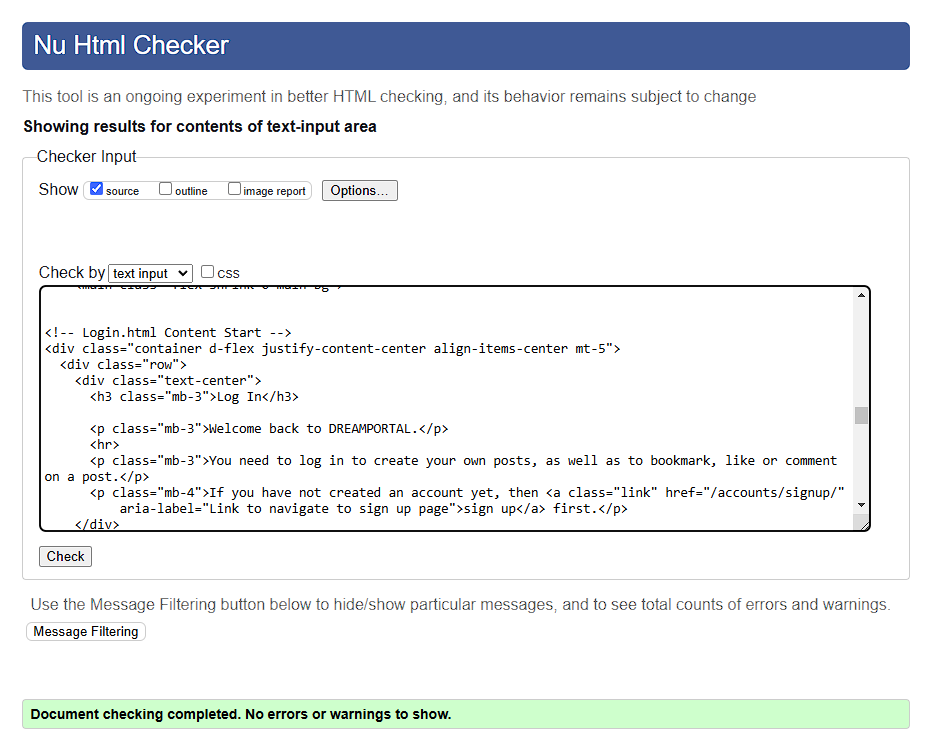 Nu Html Checker
This tool is an ongoing experiment in better HTML checking, and its behavior remains subject to change
Showing results for contents of text-input area
Checker Input
Show source outline image report Options...
Check by text input css
<main class="flex-shrink-0 main-bg">
<!-- Login.html Content Start -->
<div class="container d-flex justify-content-center align-items-center mt-5">
<div class="row">
<div class="text-center">
<h3 class="mb-3">Log In</h3>
<p class="mb-3">Welcome back to DREAMPORTAL.</p>
<hr>
<p class="mb-3">You need to log in to create your own posts, as well as to bookmark, like or comment
on a post.</p>
<p class="mb-4">If you have not created an account yet, then <a class="link" href="/accounts/signup/"
aria-label="Link to navigate to sign up page">sign up</a> first.</p>
</div>
Check
Use the Message Filtering button below to hide/show particular messages, and to see total counts of errors and warnings.
Message Filtering
Document checking completed. No errors or warnings to show.